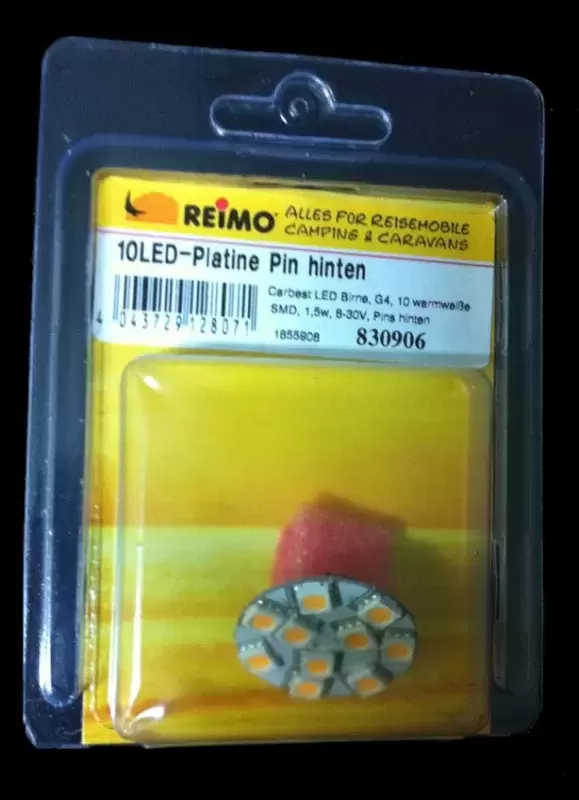 REIMO ALLES FÜR REISEMOBILE
CAMPING & CARAVANS
10LED-Platine Pin hinten
Carbest LED Birne, G4, 10 warmweiße
SMD, 1,5w, 8-30V, Pins hinten
4 043729 128071
1855908 830906